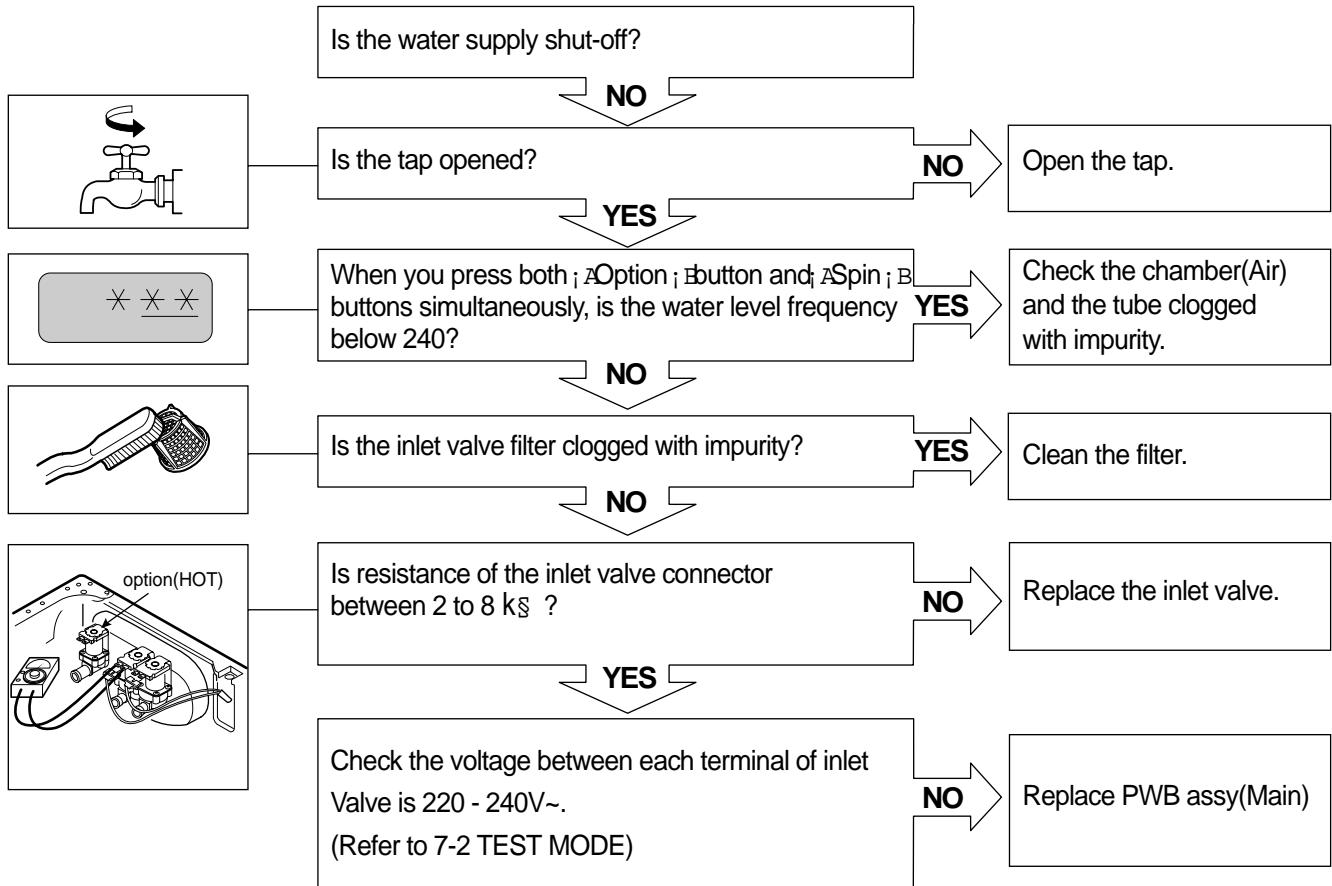 Is the water supply shut-off?
NO
Is the tap opened?
NO
Open the tap.
YES
When you press both ¡AOption ¡Bbutton and¡ASpin ¡B
buttons simultaneously, is the water level frequency
below 240?
YES
Check the chamber(Air)
and the tube clogged
with impurity.
NO
Is the inlet valve filter clogged with impurity?
YES
Clean the filter.
NO
option(HOT)
Is resistance of the inlet valve connector
between 2 to 8 k§ ?
NO
Replace the inlet valve.
YES
Check the voltage between each terminal of inlet
Valve is 220 - 240V~.
(Refer to 7-2 TEST MODE)
NO
Replace PWB assy(Main)